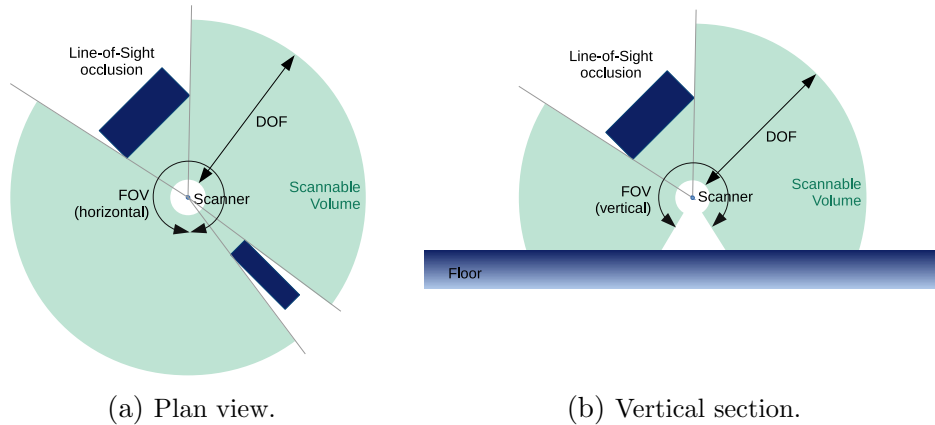 Line-of-Sight
occlusion
DOF
FOV
(horizontal)
Scanner
Scannable
Volume
(a) Plan view.
Line-of-Sight
occlusion
DOF
FOV
(vertical)
Scanner
Scannable
Volume
Floor
(b) Vertical section.